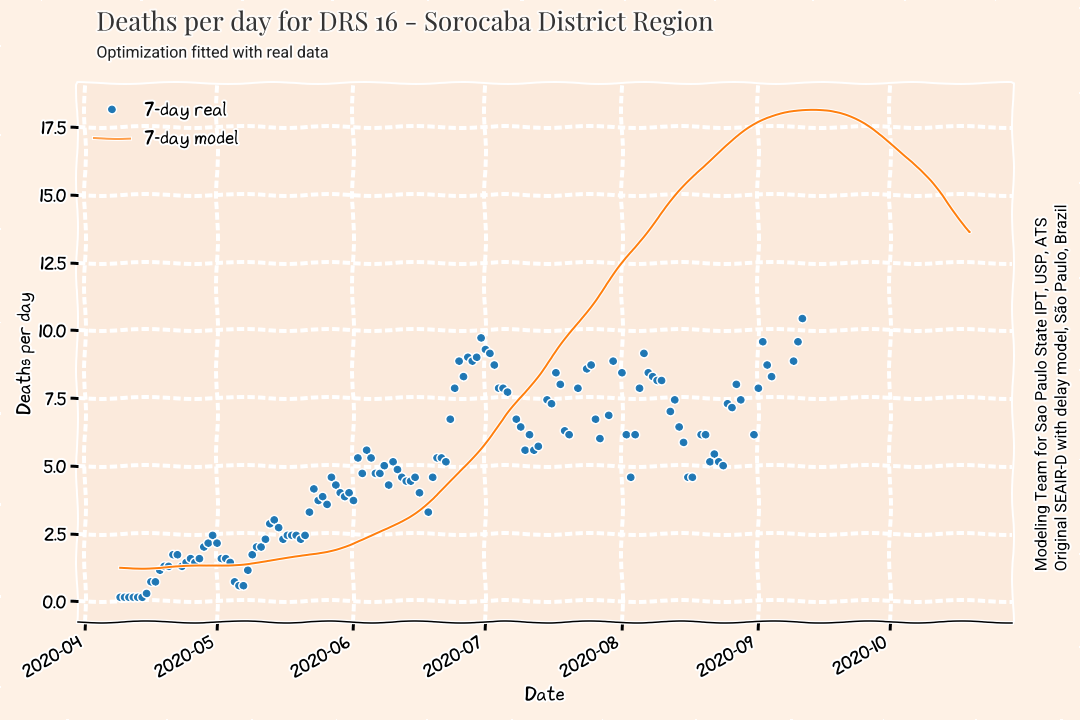 Deaths per day for DRS 16 - Sorocaba District Region
Optimization fitted with real data
7-day real
7-day model
17.5
15.0
12.5
10.0
7.5
5.0
2.5
0.0
Deaths per day
2020-04
2020-05
2020-06
2020-07
2020-08
2020-09
2020-10
Date
Modeling Team for Sao Paulo State IPT, USP, ATS
Original SEAIR-D with delay model, São Paulo, Brazil